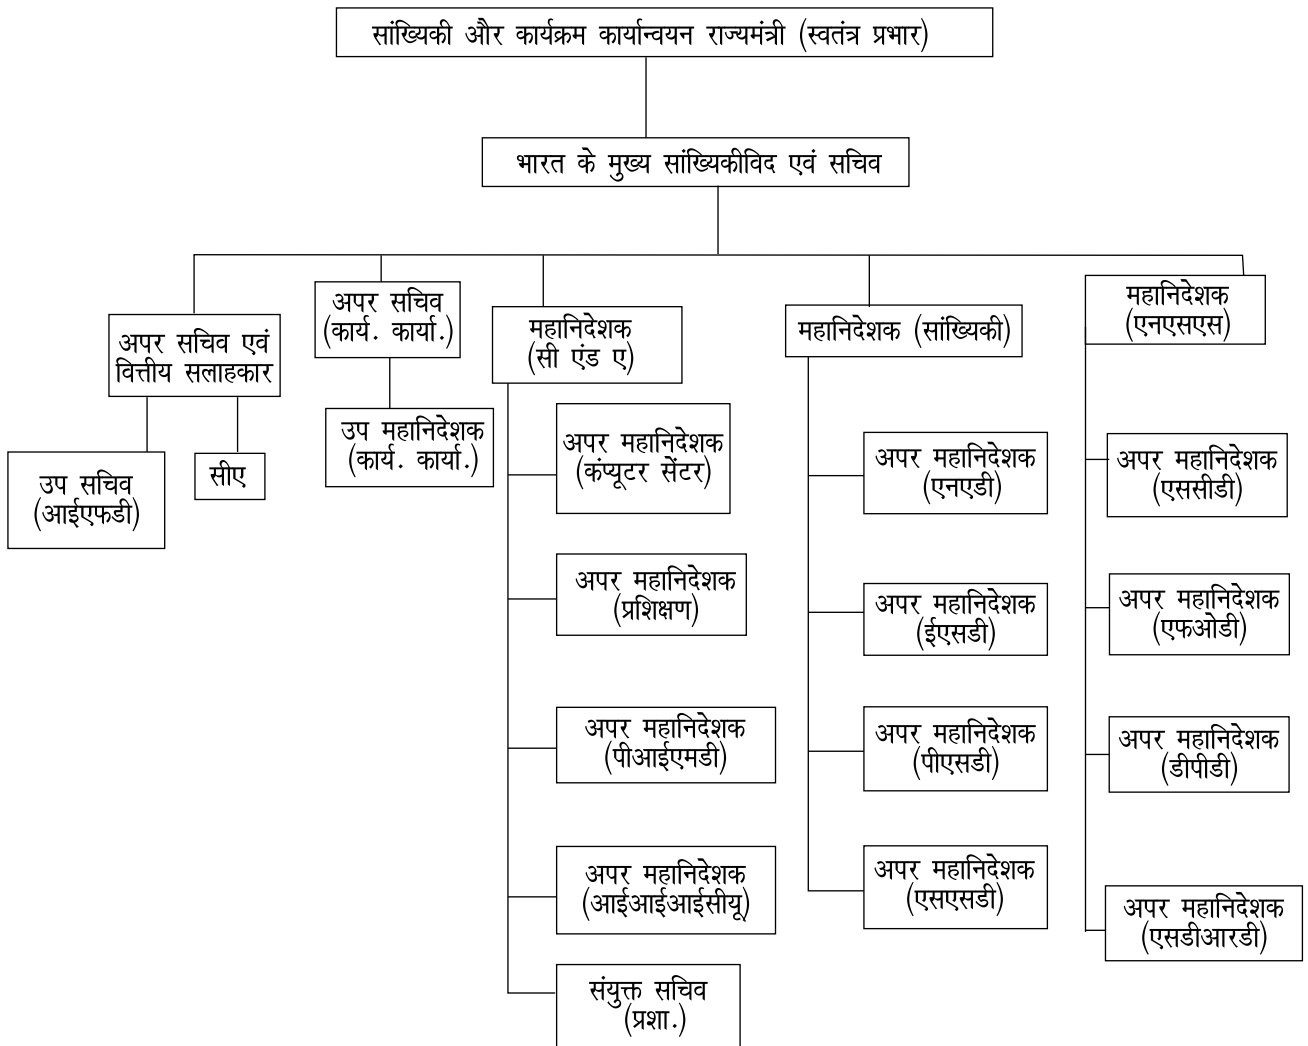 सांख्यिकी और कार्यक्रम कार्यान्वयन राज्यमंत्री (स्वतंत्र प्रभार)
भारत के मुख्य सांख्यिकीविद एवं सचिव
अपर सचिव एवं
वित्तीय सलाहकार
उप सचिव
(आईएफडी)
सीए
अपर सचिव
(कार्य. कार्या.)
उप महानिदेशक
(कार्य. कार्या.)
महानिदेशक
(सी एंड ए)
अपर महानिदेशक
(कंप्यूटर सेंटर)
अपर महानिदेशक
(प्रशिक्षण)
अपर महानिदेशक
(पीआईएमडी)
अपर महानिदेशक
(आईआईआईसीयू)
संयुक्त सचिव
(प्रशा.)
महानिदेशक (सांख्यिकी)
अपर महानिदेशक
(एनएडी)
अपर महानिदेशक
(ईएसडी)
अपर महानिदेशक
(पीएसडी)
अपर महानिदेशक
(एसएसडी)
महानिदेशक
(एनएसएस)
अपर महानिदेशक
(एससीडी)
अपर महानिदेशक
(एफओडी)
अपर महानिदेशक
(डीपीडी)
अपर महानिदेशक
(एसडीआरडी)